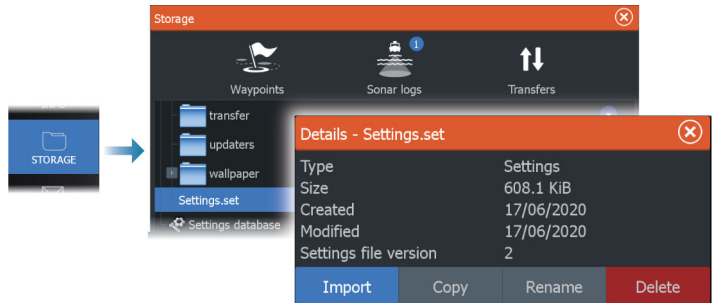 STORAGE
Storage
1
Waypoints Sonar logs Transfers
transfer
updaters
wallpaper
Settings.set
Settings database
Details - Settings.set
Type Settings
Size 608.1 KiB
Created 17/06/2020
Modified 17/06/2020
Settings file version 2
Import Copy Rename Delete